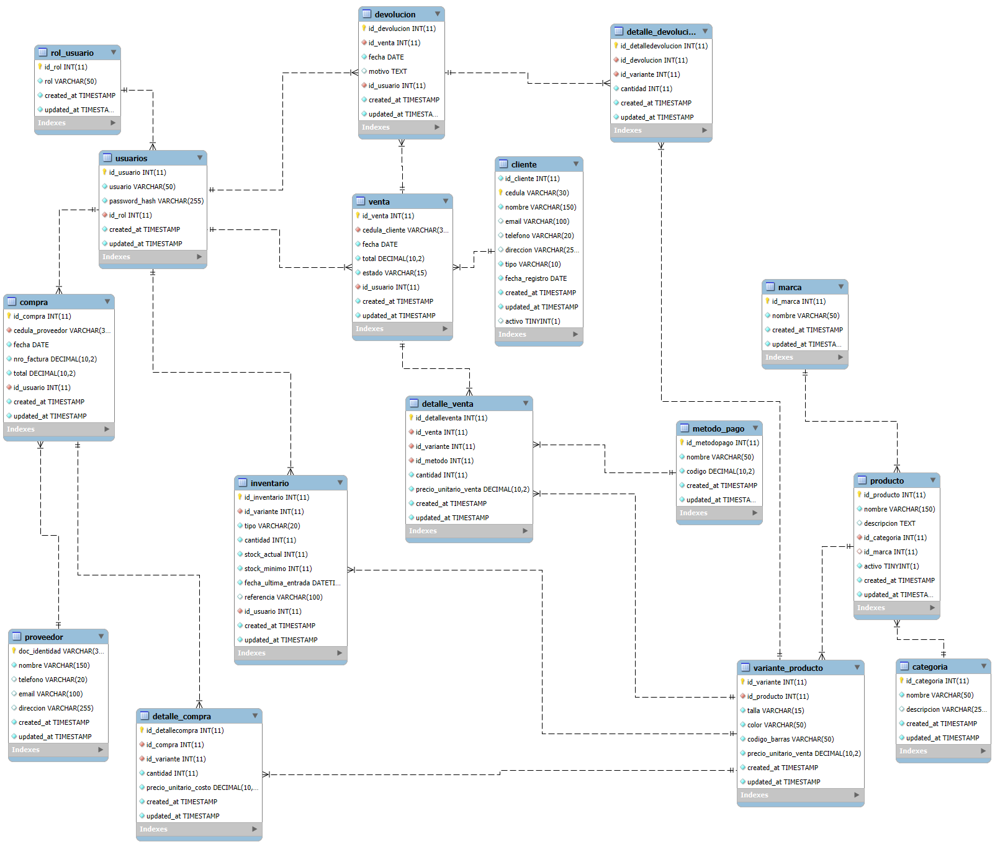 devolucion
id_devolucion INT(11)
id_venta INT(11)
fecha DATE
motivo TEXT
id_usuario INT(11)
created_at TIMESTAMP
updated_at TIMESTA...
Indexes
detalle_devoluci...
id_detalledevolucion INT(11)
id_devolucion INT(11)
id_variante INT(11)
cantidad INT(11)
created_at TIMESTAMP
updated_at TIMESTAMP
Indexes
rol_usuario
id_rol INT(11)
rol VARCHAR(50)
created_at TIMESTAMP
updated_at TIMESTA...
Indexes
usuarios
id_usuario INT(11)
usuario VARCHAR(50)
password_hash VARCHAR(255)
id_rol INT(11)
created_at TIMESTAMP
updated_at TIMESTAMP
Indexes
cliente
id_cliente INT(11)
cedula VARCHAR(30)
nombre VARCHAR(150)
email VARCHAR(100)
telefono VARCHAR(20)
direccion VARCHAR(25...
tipo VARCHAR(10)
fecha_registro DATE
created_at TIMESTAMP
updated_at TIMESTAMP
activo TINYINT(1)
Indexes
venta
id_venta INT(11)
cedula_cliente VARCHAR(3...
fecha DATE
total DECIMAL(10,2)
estado VARCHAR(15)
id_usuario INT(11)
created_at TIMESTAMP
updated_at TIMESTAMP
Indexes
marca
id_marca INT(11)
nombre VARCHAR(50)
created_at TIMESTAMP
updated_at TIMESTA...
Indexes
compra
id_compra INT(11)
cedula_proveedor VARCHAR(3...
fecha DATE
nro_factura DECIMAL(10,2)
total DECIMAL(10,2)
id_usuario INT(11)
created_at TIMESTAMP
updated_at TIMESTAMP
Indexes
detalle_venta
id_detalleventa INT(11)
id_venta INT(11)
id_variante INT(11)
id_metodo INT(11)
cantidad INT(11)
precio_unitario_venta DECIMAL(10,2)
created_at TIMESTAMP
updated_at TIMESTAMP
Indexes
metodo_pago
id_metodopago INT(11)
nombre VARCHAR(50)
codigo DECIMAL(10,2)
created_at TIMESTAMP
updated_at TIMESTA...
Indexes
inventario
id_inventario INT(11)
id_variante INT(11)
tipo VARCHAR(20)
cantidad INT(11)
stock_actual INT(11)
stock_minimo INT(11)
fecha_ultima_entrada DATETI...
referencia VARCHAR(100)
id_usuario INT(11)
created_at TIMESTAMP
updated_at TIMESTAMP
Indexes
producto
id_producto INT(11)
nombre VARCHAR(150)
descripcion TEXT
id_categoria INT(11)
id_marca INT(11)
activo TINYINT(1)
created_at TIMESTAMP
updated_at TIMESTA...
Indexes
proveedor
doc_identidad VARCHAR(3...
nombre VARCHAR(150)
telefono VARCHAR(20)
email VARCHAR(100)
direccion VARCHAR(255)
created_at TIMESTAMP
updated_at TIMESTAMP
Indexes
variante_producto
id_variante INT(11)
id_producto INT(11)
talla VARCHAR(15)
color VARCHAR(50)
codigo_barras VARCHAR(50)
precio_unitario_venta DECIMAL(10,2)
created_at TIMESTAMP
updated_at TIMESTAMP
Indexes
categoria
id_categoria INT(11)
nombre VARCHAR(50)
descripcion VARCHAR(25...
created_at TIMESTAMP
updated_at TIMESTAMP
Indexes
detalle_compra
id_detallecompra INT(11)
id_compra INT(11)
id_variante INT(11)
cantidad INT(11)
precio_unitario_costo DECIMAL(10,...
created_at TIMESTAMP
updated_at TIMESTAMP
Indexes